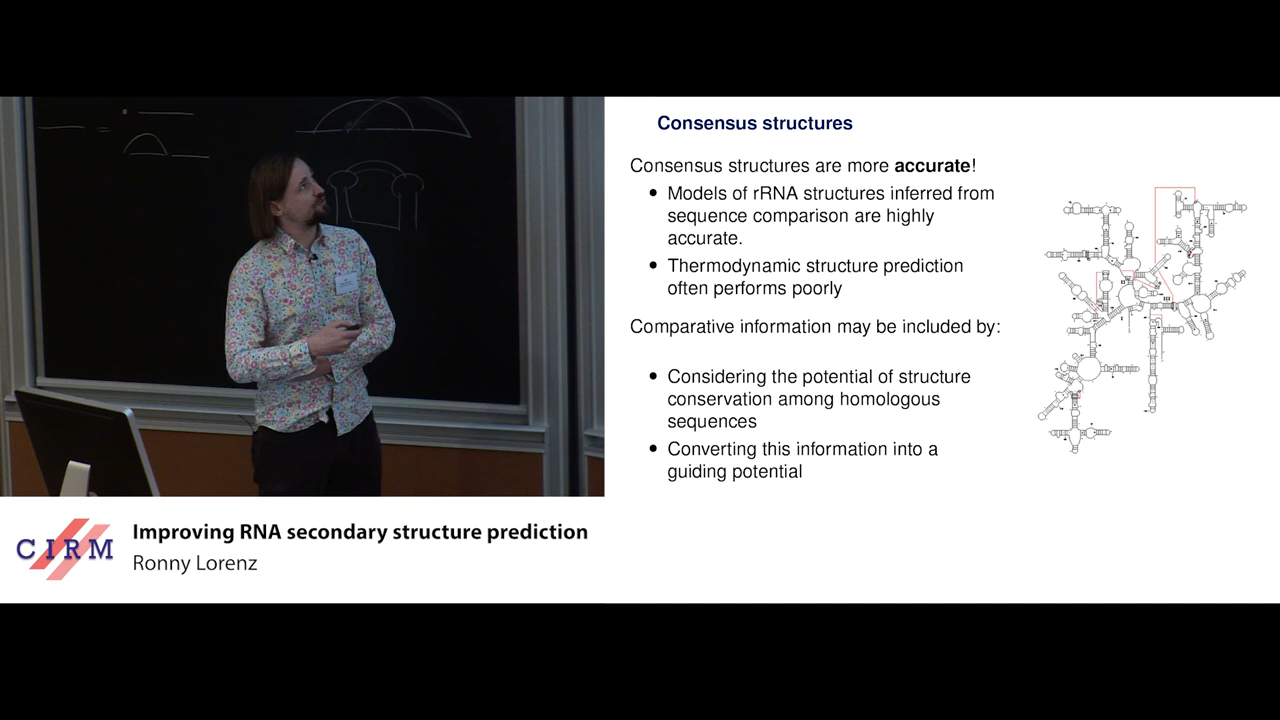 Consensus structures
Consensus structures are more accurate!
• Models of rRNA structures inferred from
sequence comparison are highly
accurate.
• Thermodynamic structure prediction
often performs poorly
Comparative information may be included by:
• Considering the potential of structure
conservation among homologous
sequences
• Converting this information into a
guiding potential
I
II
III
CIRM
Improving RNA secondary structure prediction
Ronny Lorenz